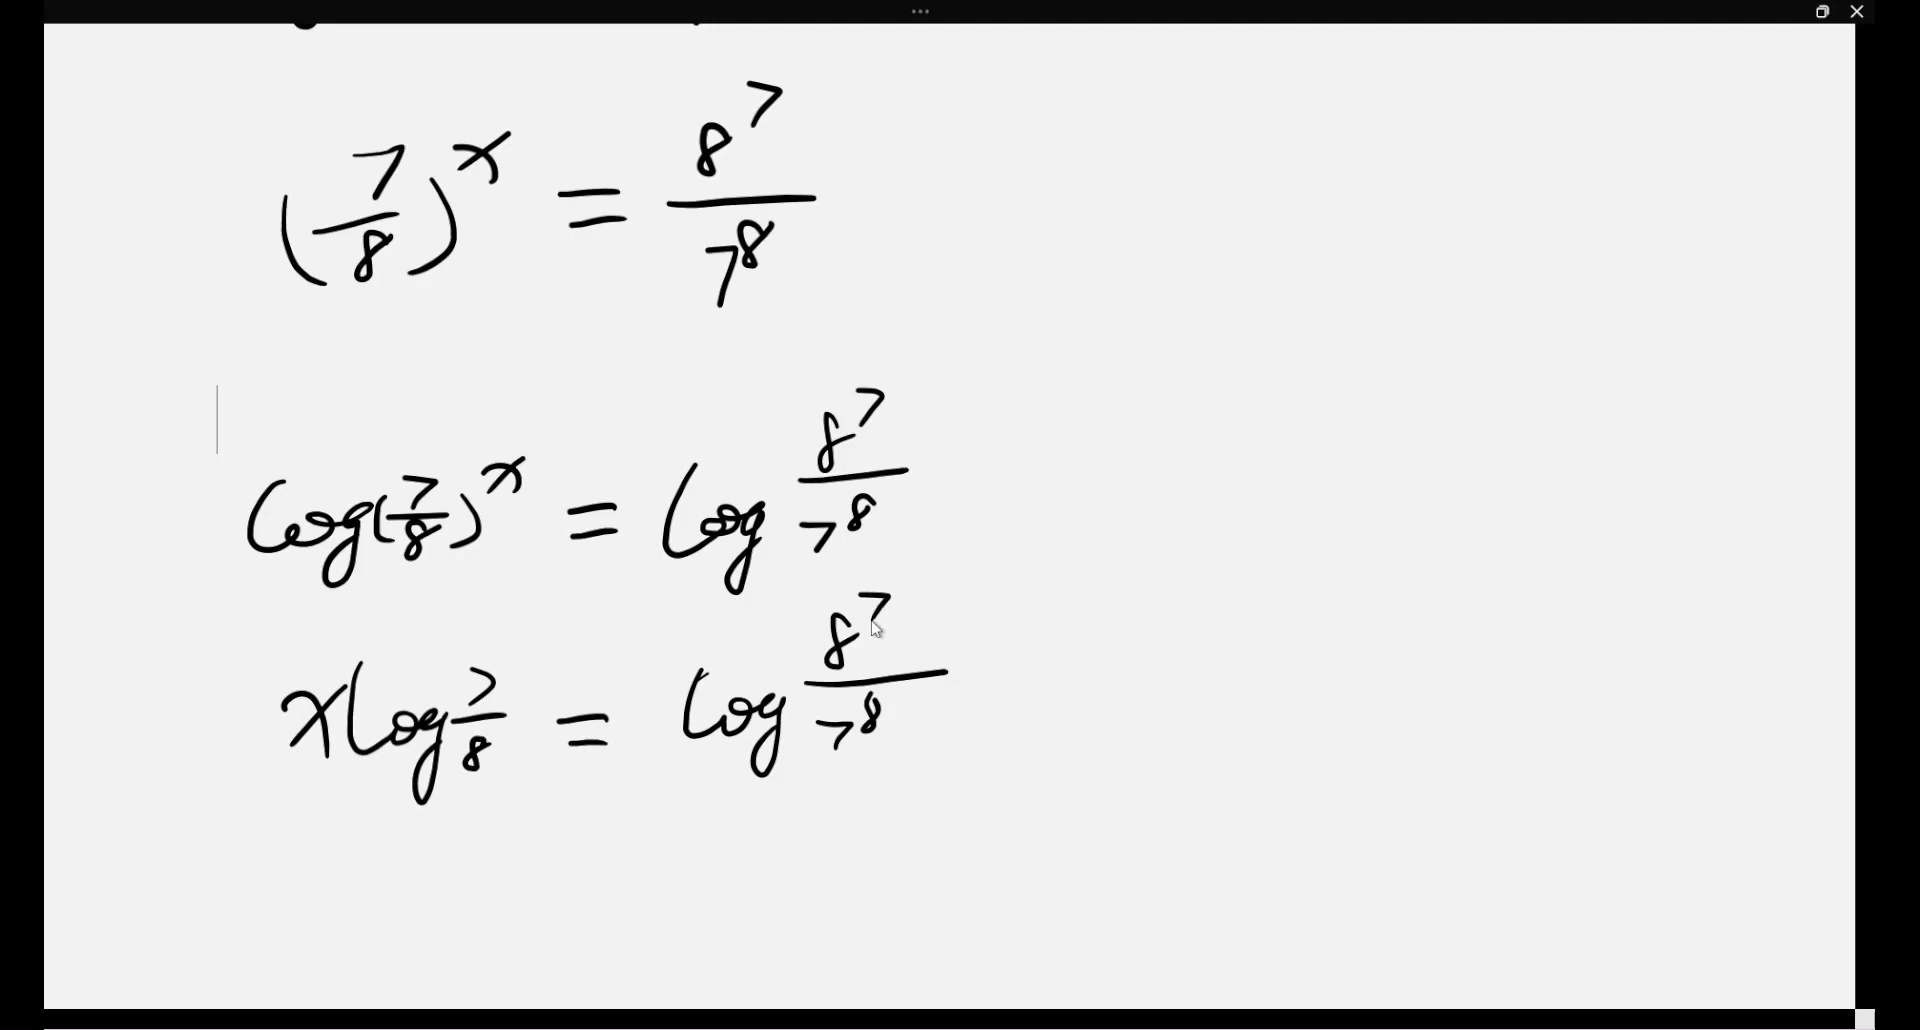 (7/8)^x = 8^7/7^8
log(7/8)^x = log 8^7/7^8
x log 7/8 = log 8^7/7^8